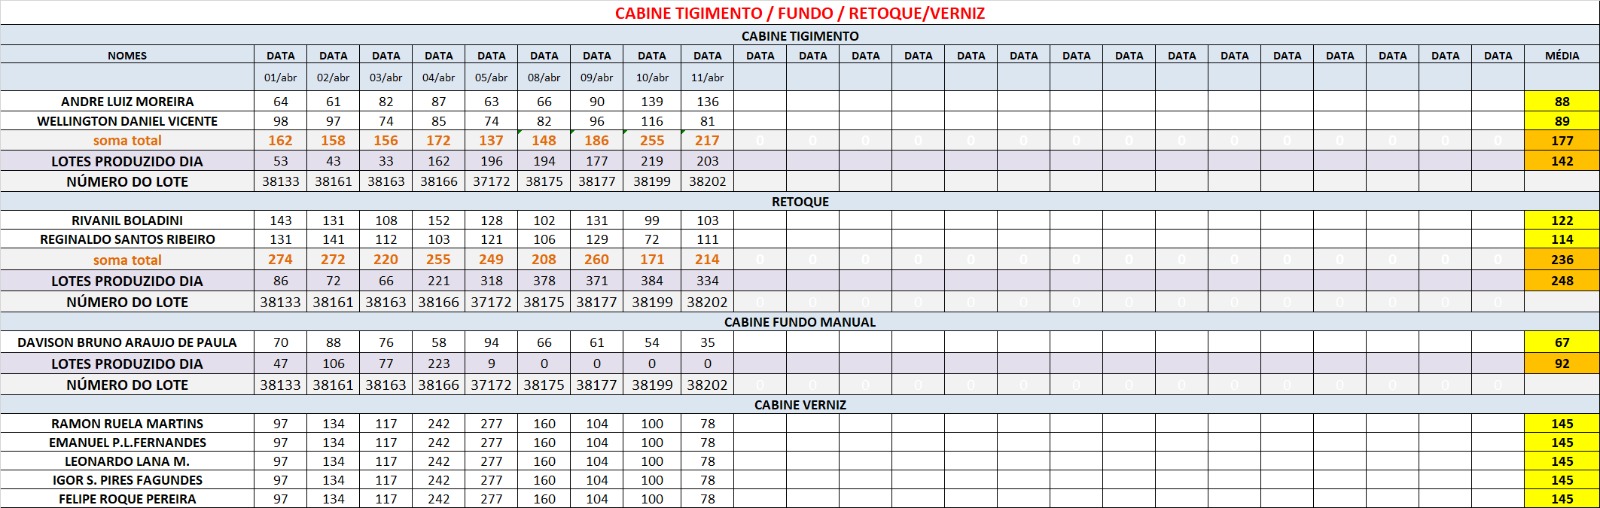 CABINE TIGIMENTO / FUNDO / RETOQUE/VERNIZ
CABINE TIGIMENTO
NOMES DATA DATA DATA DATA DATA DATA DATA DATA DATA DATA DATA DATA DATA DATA DATA DATA DATA DATA DATA DATA DATA DATA DATA DATA MÉDIA
01/abr 02/abr 03/abr 04/abr 05/abr 08/abr 09/abr 10/abr 11/abr
ANDRE LUIZ MOREIRA 64 61 82 87 63 66 90 139 136 88
WELLINGTON DANIEL VICENTE 98 97 74 85 74 82 96 116 81 89
soma total 162 158 156 172 137 148 186 255 217 0 0 0 0 0 0 0 0 0 0 0 0 0 0 0 177
LOTES PRODUZIDO DIA 53 43 33 162 196 194 177 219 203 142
NÚMERO DO LOTE 38133 38161 38163 38166 37172 38175 38177 38199 38202
RETOQUE
RIVANIL BOLADINI 143 131 108 152 128 102 131 99 103 122
REGINALDO SANTOS RIBEIRO 131 141 112 103 121 106 129 72 111 114
soma total 274 272 220 255 249 208 260 171 214 0 0 0 0 0 0 0 0 0 0 0 0 0 0 0 236
LOTES PRODUZIDO DIA 86 72 66 221 318 378 371 384 334 248
NÚMERO DO LOTE 38133 38161 38163 38166 37172 38175 38177 38199 38202 0 0 0 0 0 0 0 0 0 0 0 0 0 0 0
CABINE FUNDO MANUAL
DAVISON BRUNO ARAUJO DE PAULA 70 88 76 58 94 66 61 54 35 67
LOTES PRODUZIDO DIA 47 106 77 223 9 0 0 0 0 92
NÚMERO DO LOTE 38133 38161 38163 38166 37172 38175 38177 38199 38202 0 0 0 0 0 0 0 0 0 0 0 0 0 0 0
CABINE VERNIZ
RAMON RUELA MARTINS 97 134 117 242 277 160 104 100 78 145
EMANUEL P.L.FERNANDES 97 134 117 242 277 160 104 100 78 145
LEONARDO LANA M. 97 134 117 242 277 160 104 100 78 145
IGOR S. PIRES FAGUNDES 97 134 117 242 277 160 104 100 78 145
FELIPE ROQUE PEREIRA 97 134 117 242 277 160 104 100 78 145